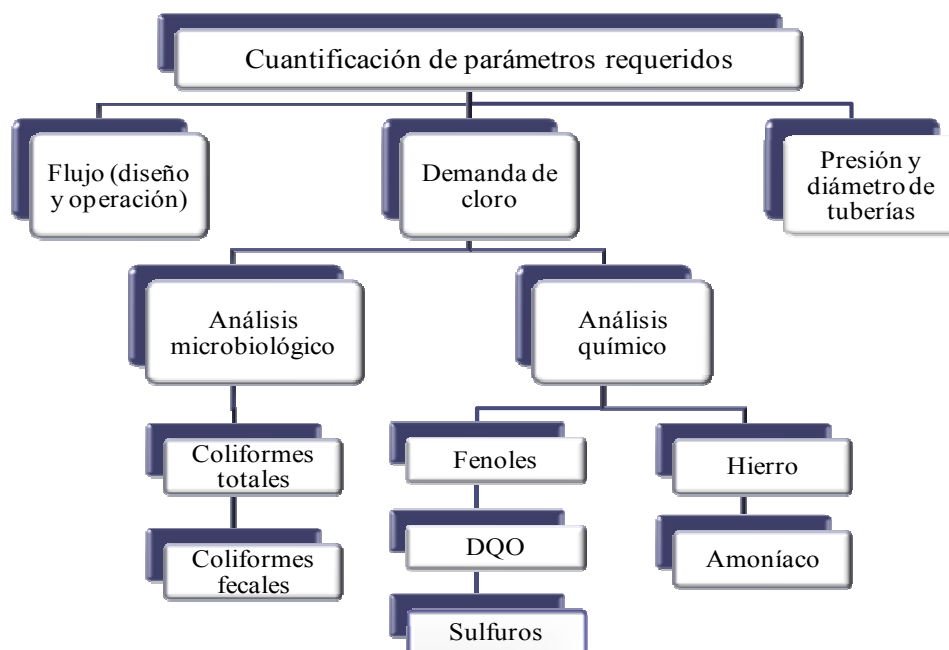 Cuantificación de parámetros requeridos
Flujo (diseño
y operación)
Demanda de
cloro
Presión y
diámetro de
tuberías
Análisis
microbiológico
Análisis
químico
Coliformes
totales
Fenoles
Hierro
Coliformes
fecales
DQO
Amoníaco
Sulfuros